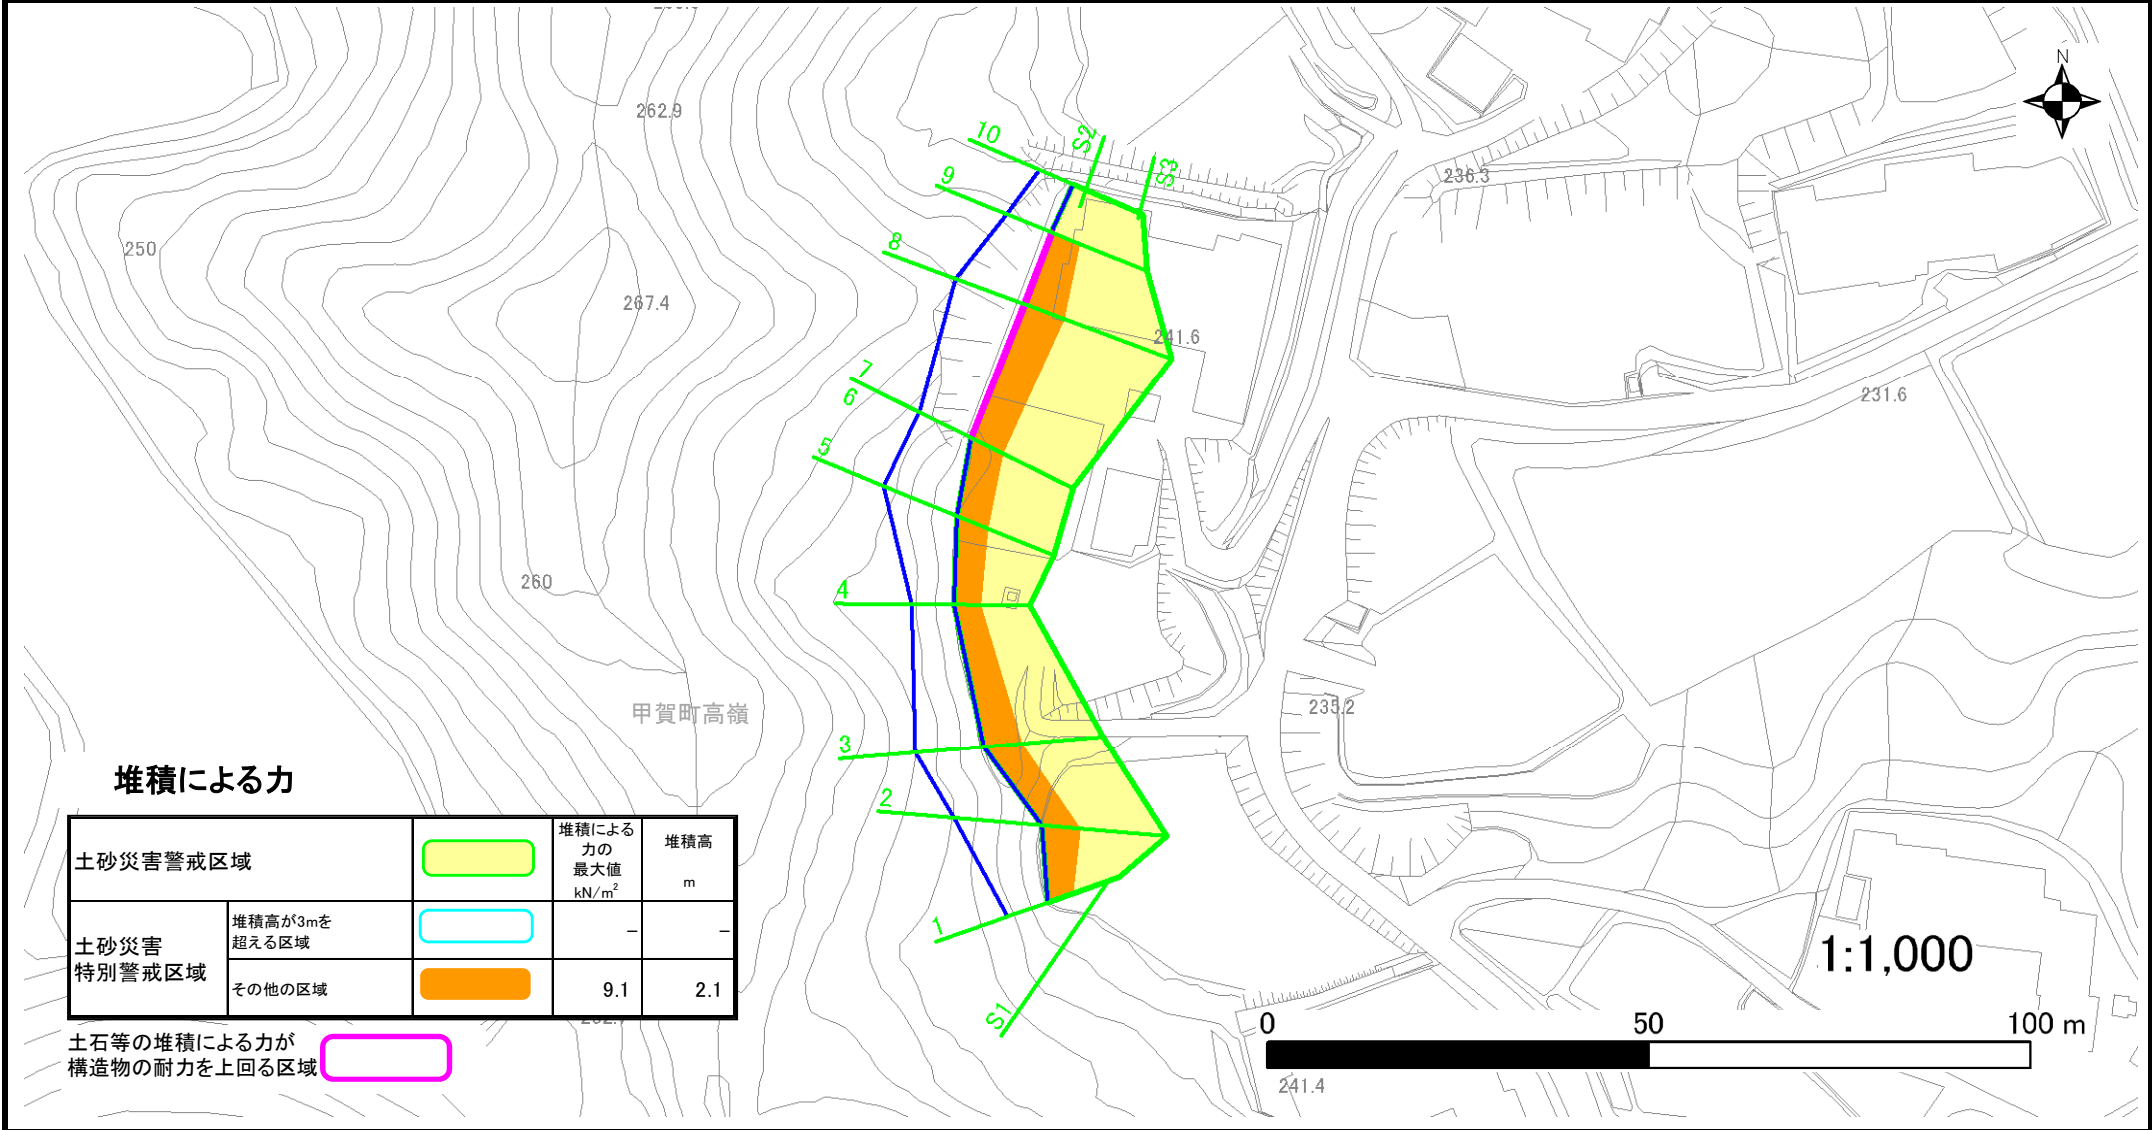 N
262.9
10
S2
S3
9
236.3
8
250
267.4
241.6
7
6
231.6
5
260
4
甲賀町高嶺
235.2
3
2
1
S1
堆積による力
土砂災害警戒区域
堆積による
力の
最大値
kN/m²
堆積高
m
土砂災害
特別警戒区域
堆積高が3mを
超える区域
–
–
その他の区域
9.1
2.1
土石等の堆積による力が
構造物の耐力を上回る区域
1:1,000
0
50
100 m
241.4